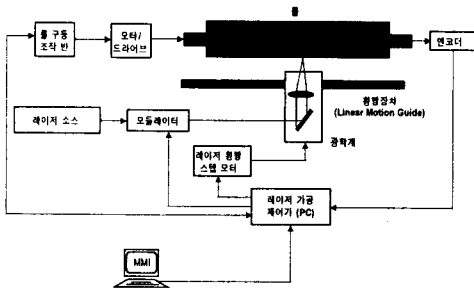 롤
롤 구동
조작 반
모타/
드라이브
엔코더
횡행장치
(Linear Motion Guide)
레이저 소스
모듈레이터
광학계
레이저 횡행
스텝 모터
레이저 가공
제어기 (PC)
MMI